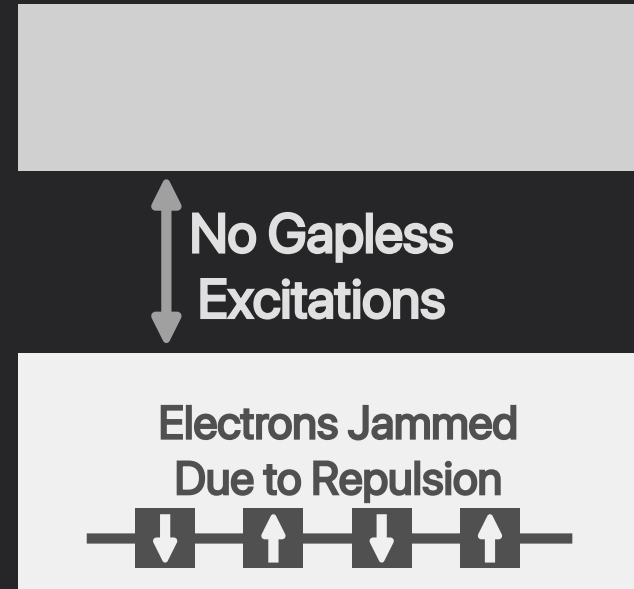 No Gapless
Excitations
Electrons Jammed
Due to Repulsion